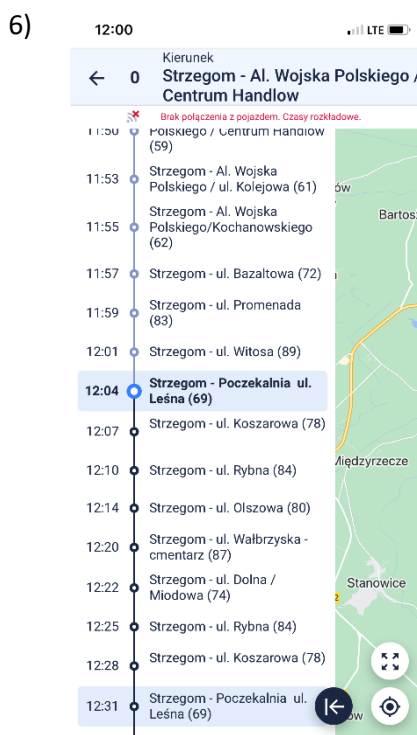 6)
12:00
LTE
Kierunek
0 Strzegom - Al. Wojska Polskiego /
Centrum Handlow
Brak połączenia z pojazdem. Czasy rozkładowe.
11:50 Polskiego / Centrum Handlow
(59)
11:53 Strzegom - Al. Wojska
Polskiego / ul. Kolejowa (61)
Strzegom - Al. Wojska
11:55 Polskiego/Kochanowskiego
(62)
11:57 Strzegom - ul. Bazaltowa (72)
11:59 Strzegom - ul. Promenada
(83)
12:01 Strzegom - ul. Witosa (89)
12:04 Strzegom - Poczekalnia ul.
Leśna (69)
12:07 Strzegom - ul. Koszarowa (78)
12:10 Strzegom - ul. Rybna (84)
12:14 Strzegom - ul. Olszowa (80)
12:20 Strzegom - ul. Wałbrzyska -
cmentarz (87)
12:22 Strzegom - ul. Dolna /
Miodowa (74)
12:25 Strzegom - ul. Rybna (84)
12:28 Strzegom - ul. Koszarowa (78)
12:31 Strzegom - Poczekalnia ul.
Leśna (69)
ów
Bartos
Międzyrzecze
Stanowice
2
ow